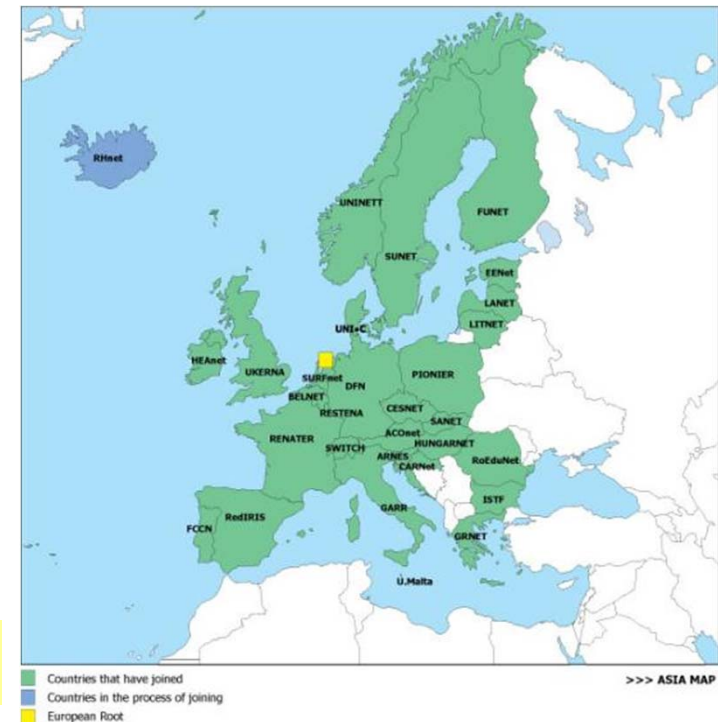 RHnet
UNINETT
FUNET
SUNET
EENet
LANET
LITNET
UNI•C
HEAnet
UKERNA
SURFnet
DFN
PIONIER
BELNET
RESTENA
CESNET
SANET
ACOnet
RENATER
HUNGARNET
SWITCH
ARNES
RoEduNet
CARNet
ISTF
GARR
RedIRIS
FCCN
GRNET
U.Malta
Countries that have joined
>>> ASIA MAP
Countries in the process of joining
European Root